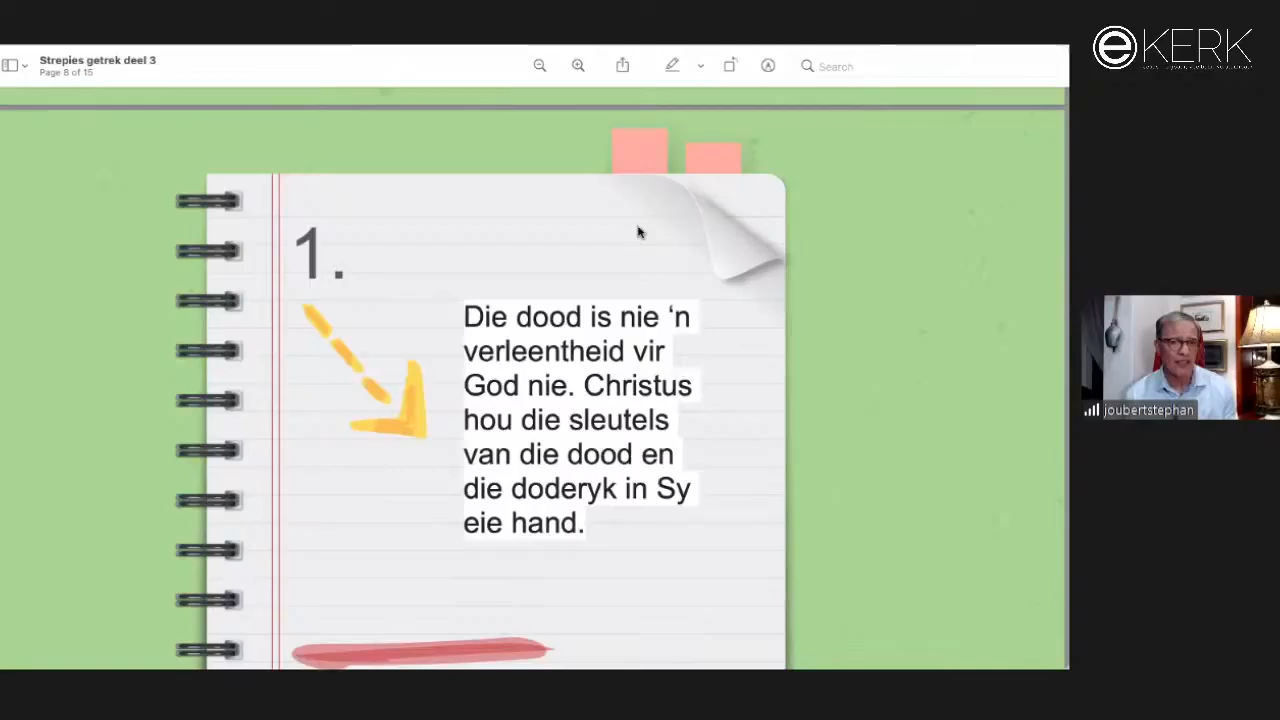 eKERK
Strepies getrek deel 3
Page 8 of 15
Search
1.
Die dood is nie ‘n
verleentheid vir
God nie. Christus
hou die sleutels
van die dood en
die doderyk in Sy
eie hand.
joubertstephan